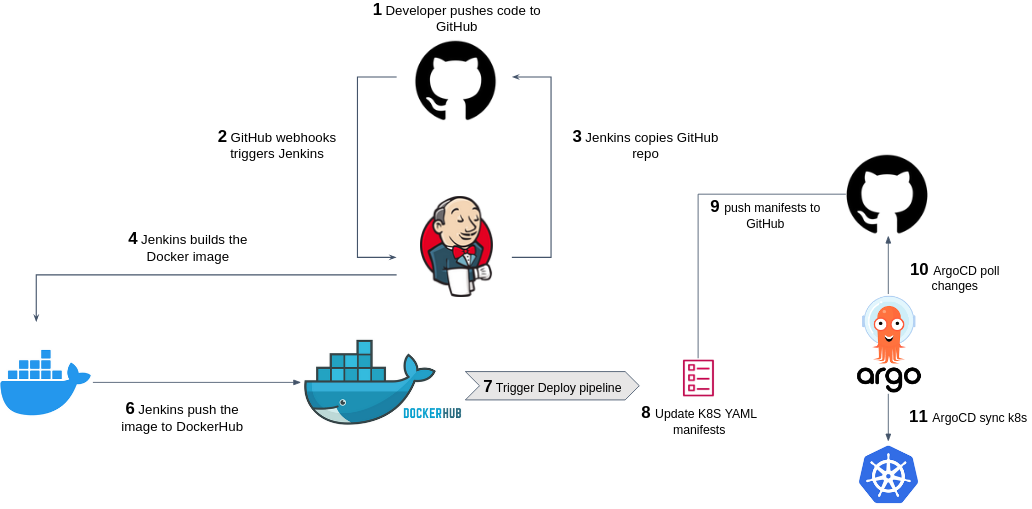 1 Developer pushes code to
GitHub
2 GitHub webhooks
triggers Jenkins
3 Jenkins copies GitHub
repo
4 Jenkins builds the
Docker image
6 Jenkins push the
image to DockerHub
DOCKERHUB
7 Trigger Deploy pipeline
8 Update K8S YAML
manifests
9 push manifests to
GitHub
10 ArgoCD poll
changes
argo
11 ArgoCD sync k8s